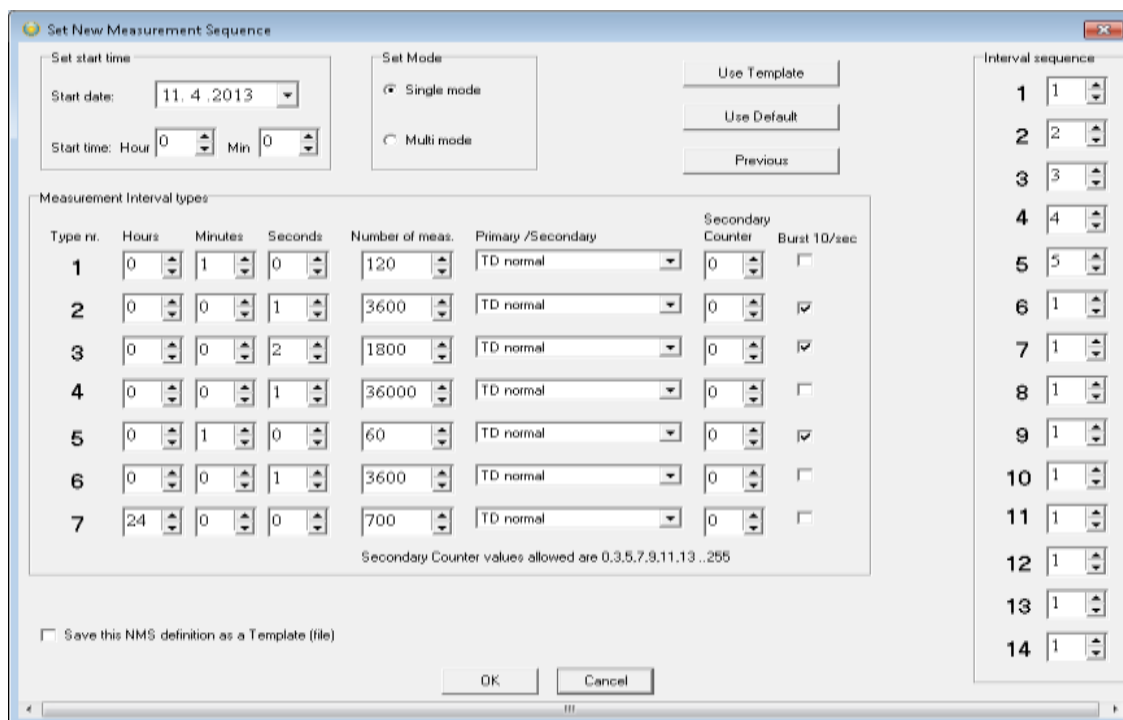 Set New Measurement Sequence
Set start time
Start date: 11. 4 .2013
Start time: Hour 0 Min 0
Set Mode
Single mode
Multi mode
Use Template
Use Default
Previous
Measurement Interval types
Type nr. Hours Minutes Seconds Number of meas. Primary /Secondary Secondary Counter Burst 10/sec
1 0 1 0 120 TD normal 0
2 0 0 1 3600 TD normal 0
3 0 0 2 1800 TD normal 0
4 0 0 1 36000 TD normal 0
5 0 1 0 60 TD normal 0
6 0 0 1 3600 TD normal 0
7 24 0 0 700 TD normal 0
Secondary Counter values allowed are 0,3,5,7,9,11,13 ..255
Interval sequence
1 1
2 2
3 3
4 4
5 5
6 1
7 1
8 1
9 1
10 1
11 1
12 1
13 1
14 1
Save this NMS definition as a Template (file)
OK
Cancel